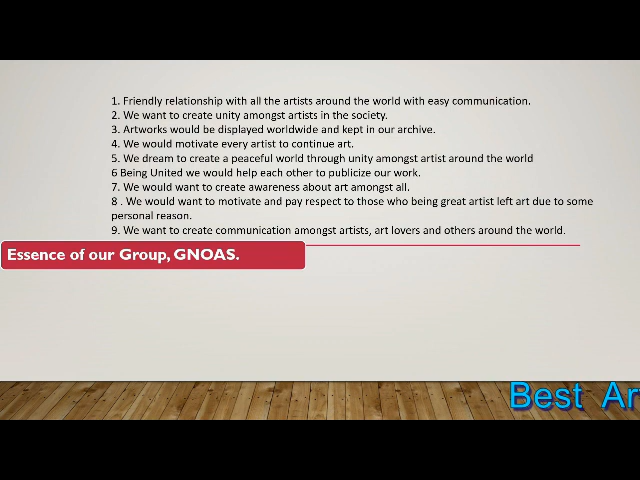 1. Friendly relationship with all the artists around the world with easy communication.
2. We want to create unity amongst artists in the society.
3. Artworks would be displayed worldwide and kept in our archive.
4. We would motivate every artist to continue art.
5. We dream to create a peaceful world through unity amongst artist around the world
6 Being United we would help each other to publicize our work.
7. We would want to create awareness about art amongst all.
8 . We would want to motivate and pay respect to those who being great artist left art due to some
personal reason.
9. We want to create communication amongst artists, art lovers and others around the world.
Essence of our Group, GNOAS.
Best Ar